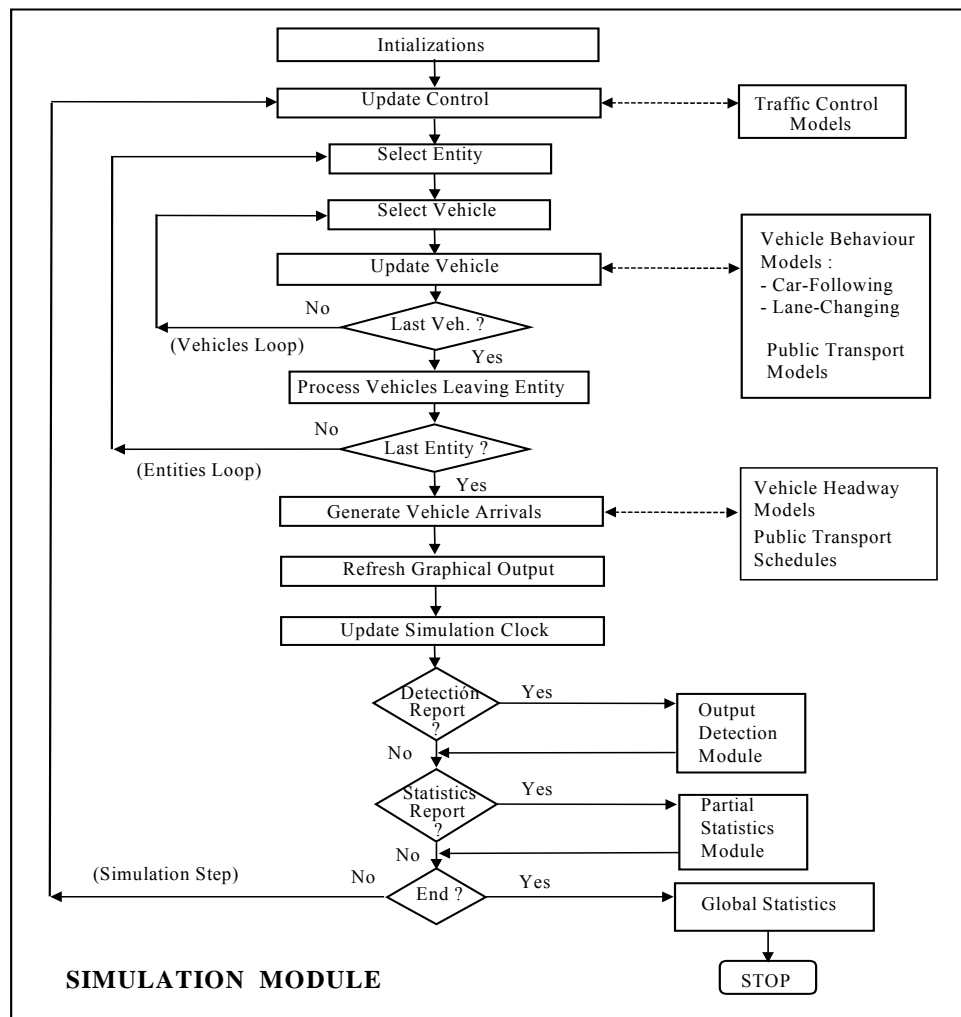 Intializations
Update Control
Traffic Control
Models
Select Entity
Select Vehicle
Update Vehicle
Vehicle Behaviour
Models :
- Car-Following
- Lane-Changing
Public Transport
Models
No
Last Veh. ?
(Vehicles Loop)
Yes
Process Vehicles Leaving Entity
No
Last Entity ?
(Entities Loop)
Yes
Generate Vehicle Arrivals
Vehicle Headway
Models
Public Transport
Schedules
Refresh Graphical Output
Update Simulation Clock
Detectión
Report
?
Yes
Output
Detection
Module
No
Statistics
Report
?
Yes
Partial
Statistics
Module
No
(Simulation Step)
No
End ?
Yes
Global Statistics
STOP
SIMULATION MODULE